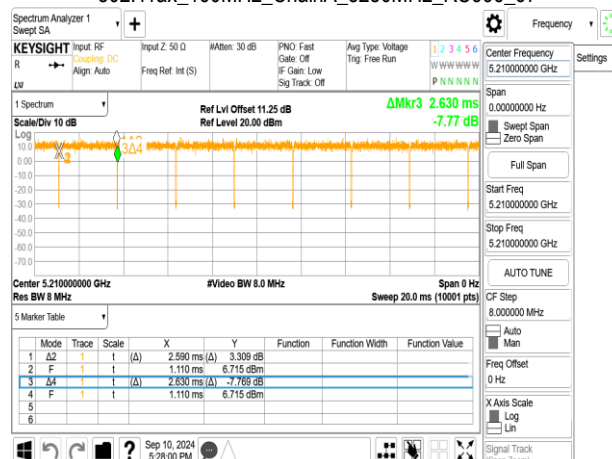 Spectrum Analyzer 1
Swept SA
Frequency
KEYSIGHT
Input: RF
Coupling: DC
Align: Auto
Input Z: 50 Ω
Freq Ref: Int (S)
#Atten: 30 dB
PNO: Fast
Gate: Off
IF Gain: Low
Sig Track: Off
Avg Type: Voltage
Trig: Free Run
1 2 3 4 5 6
W W W W W W
P N N N N N
R
Center Frequency
5.210000000 GHz
Settings
Span
0.00000000 Hz
Swept Span
Zero Span
Full Span
Start Freq
5.210000000 GHz
Stop Freq
5.210000000 GHz
AUTO TUNE
CF Step
8.000000 MHz
Auto
Man
Freq Offset
0 Hz
X Axis Scale
Log
Lin
Signal Track
1 Spectrum
Scale/Div 10 dB
Ref Lvl Offset 11.25 dB
Ref Level 20.00 dBm
ΔMkr3 2.630 ms
-7.77 dB
Log
10.0
0.00
-10.0
-20.0
-30.0
-40.0
-50.0
-60.0
-70.0
3Δ4
Center 5.210000000 GHz
Res BW 8 MHz
#Video BW 8.0 MHz
Span 0 Hz
Sweep 20.0 ms (10001 pts)
5 Marker Table
Mode Trace Scale X Y Function Function Width Function Value
1 Δ2 1 t (Δ) 2.590 ms (Δ) 3.309 dB
2 F 1 t 1.110 ms 6.715 dBm
3 Δ4 1 t (Δ) 2.630 ms (Δ) -7.769 dB
4 F 1 t 1.110 ms 6.715 dBm
5
6
Sep 10, 2024
5:28:00 PM